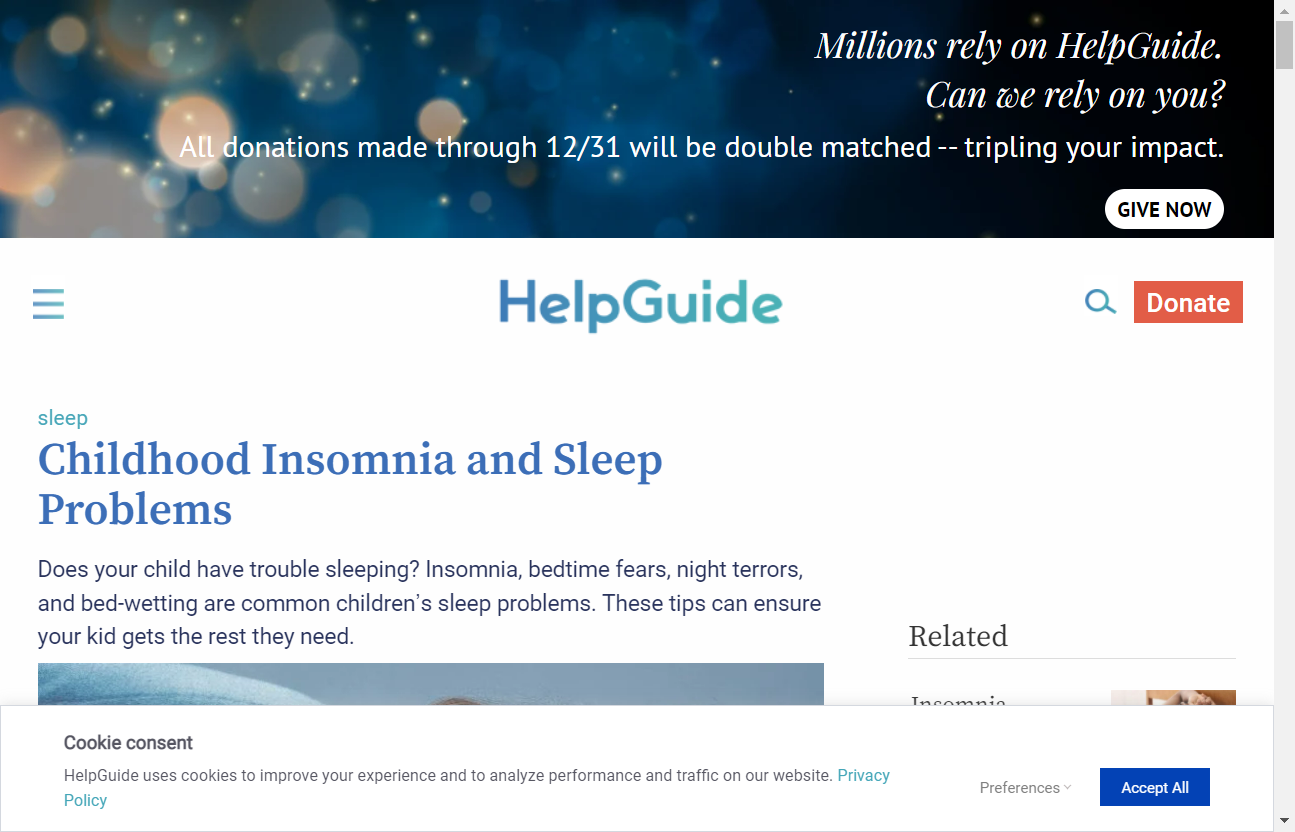 Millions rely on HelpGuide.
Can we rely on you?
All donations made through 12/31 will be double matched -- tripling your impact.
GIVE NOW
HelpGuide
Donate
sleep
Childhood Insomnia and Sleep
Problems
Does your child have trouble sleeping? Insomnia, bedtime fears, night terrors,
and bed-wetting are common children’s sleep problems. These tips can ensure
your kid gets the rest they need.
Related
Insomnia
Cookie consent
HelpGuide uses cookies to improve your experience and to analyze performance and traffic on our website. Privacy
Policy
Preferences
Accept All